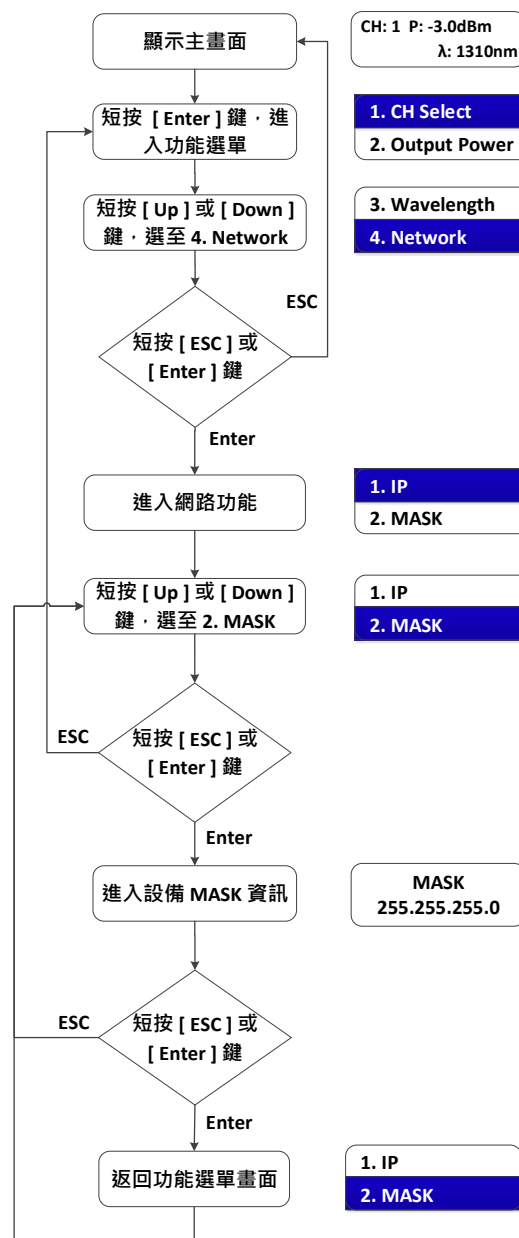 顯示主畫面
CH: 1 P: -3.0dBm
λ: 1310nm
短按 [ Enter ] 鍵，進
入功能選單
1. CH Select
2. Output Power
短按 [ Up ] 或 [ Down ]
鍵，選至 4. Network
3. Wavelength
4. Network
ESC
短按 [ ESC ] 或
[ Enter ] 鍵
Enter
進入網路功能
1. IP
2. MASK
短按 [ Up ] 或 [ Down ]
鍵，選至 2. MASK
1. IP
2. MASK
ESC
短按 [ ESC ] 或
[ Enter ] 鍵
Enter
進入設備 MASK 資訊
MASK
255.255.255.0
ESC
短按 [ ESC ] 或
[ Enter ] 鍵
Enter
返回功能選單畫面
1. IP
2. MASK